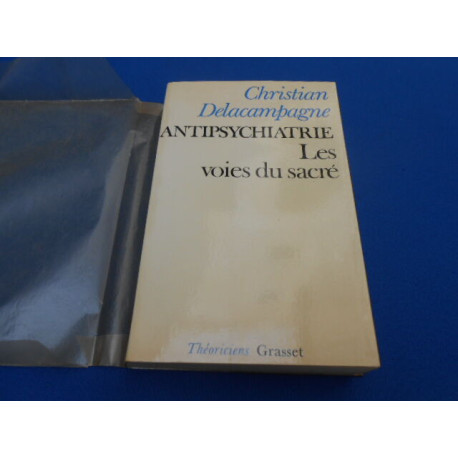 Christian
Delacampagne
ANTIPSYCHIATRIE
Les
voies du sacré
Théoriciens Grasset